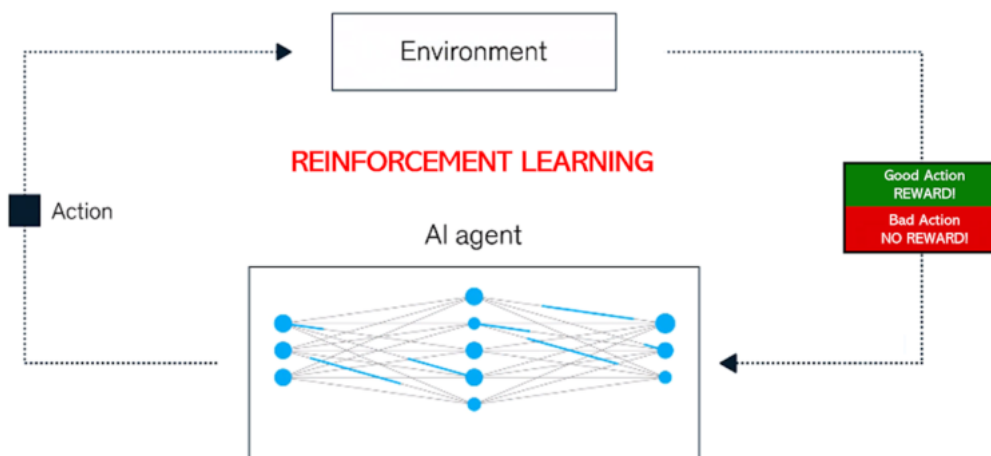 Environment
REINFORCEMENT LEARNING
Good Action
REWARD!
Bad Action
NO REWARD!
Action
AI agent